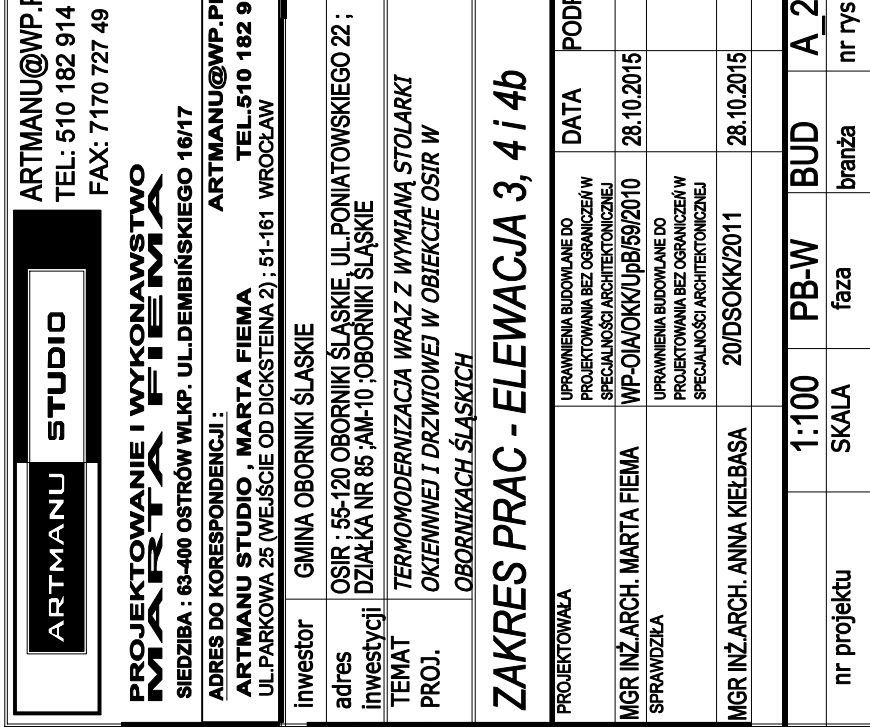 ARTMANU STUDIO
ARTMANU@WP.P
TEL: 510 182 914
FAX: 7170 727 49
PROJEKTOWANIE I WYKONAWSTWO
MARTA FIEMA
SIEDZIBA : 63-400 OSTRÓW WLKP. UL.DEMBIŃSKIEGO 16/17
ADRES DO KORESPONDENCJI : ARTMANU@WP.PL
ARTMANU STUDIO , MARTA FIEMA TEL.510 182 9
UL.PARKOWA 25 (WEJŚCIE OD DICKSTEINA 2) ; 51-161 WROCŁAW
inwestor GMINA OBORNIKI ŚLASKIE
adres inwestycji
OSIR ; 55-120 OBORNIKI ŚLĄSKIE, UL.PONIATOWSKIEGO 22 ;
DZIAŁKA NR 85 ,AM-10 ;OBORNIKI ŚLĄSKIE
TEMAT PROJ.
TERMOMODERNIZACJA WRAZ Z WYMIANĄ STOLARKI
OKIENNNEJ I DRZWIOWEJ W OBIEKCIE OSIR W
OBORNIKACH ŚLĄSKICH
ZAKRES PRAC - ELEWACJA 3, 4 i 4b
PROJEKTOWAŁA
UPRAWNIENIA BUDOWLANE DO
PROJEKTOWANIA BEZ OGRANICZEŃ W
SPECJALNOŚCI ARCHITEKTONICZNEJ
DATA
PODP
MGR INŻ.ARCH. MARTA FIEMA WP-OIA/OKK/UpB/59/2010 28.10.2015
SPRAWDZIŁA
UPRAWNIENIA BUDOWLANE DO
PROJEKTOWANIA BEZ OGRANICZEŃ W
SPECJALNOŚCI ARCHITEKTONICZNEJ
MGR INŻ.ARCH. ANNA KIEŁBASA 20/DSOKK/2011 28.10.2015
1:100 PB-W BUD A_2
nr projektu SKALA faza branża nr rys